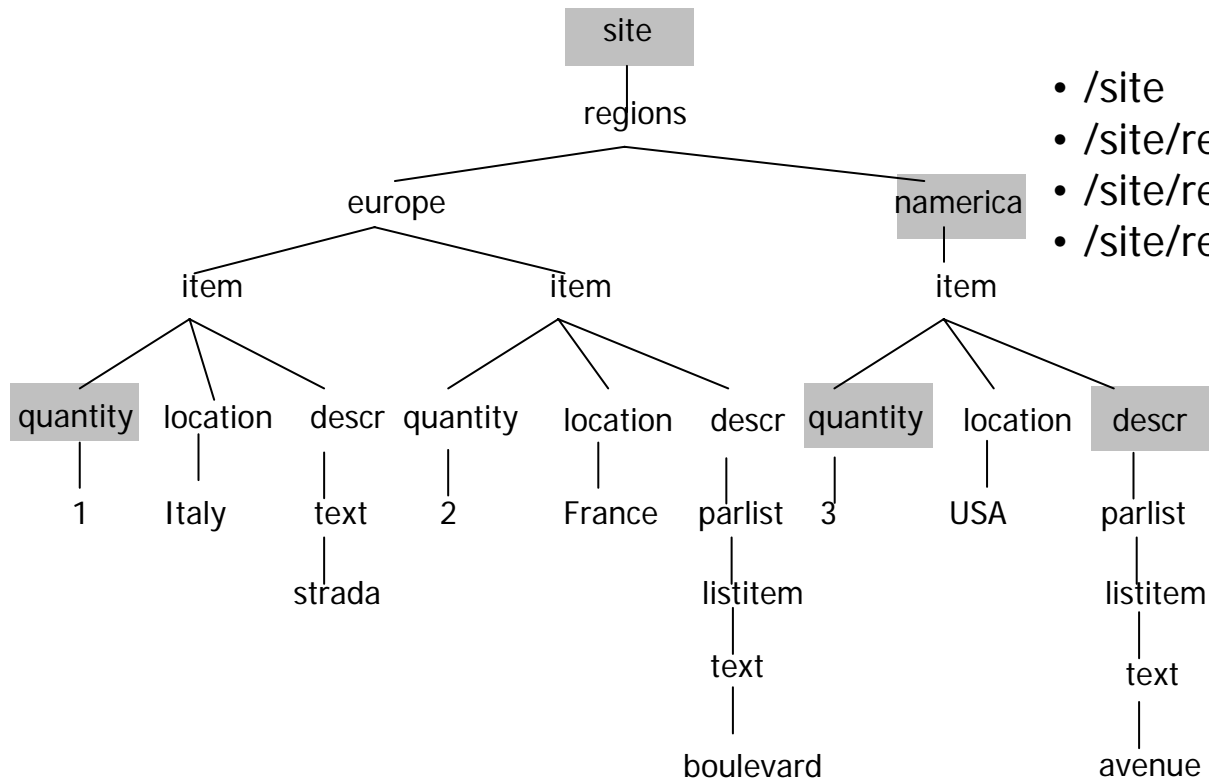 site
regions
• /site
• /site/re
• /site/re
• /site/re
europe
namerica
item item item
quantity location descr quantity location descr quantity location descr
1 Italy text 2 France parlist 3 USA parlist
strada listitem listitem
text text
boulevard avenue